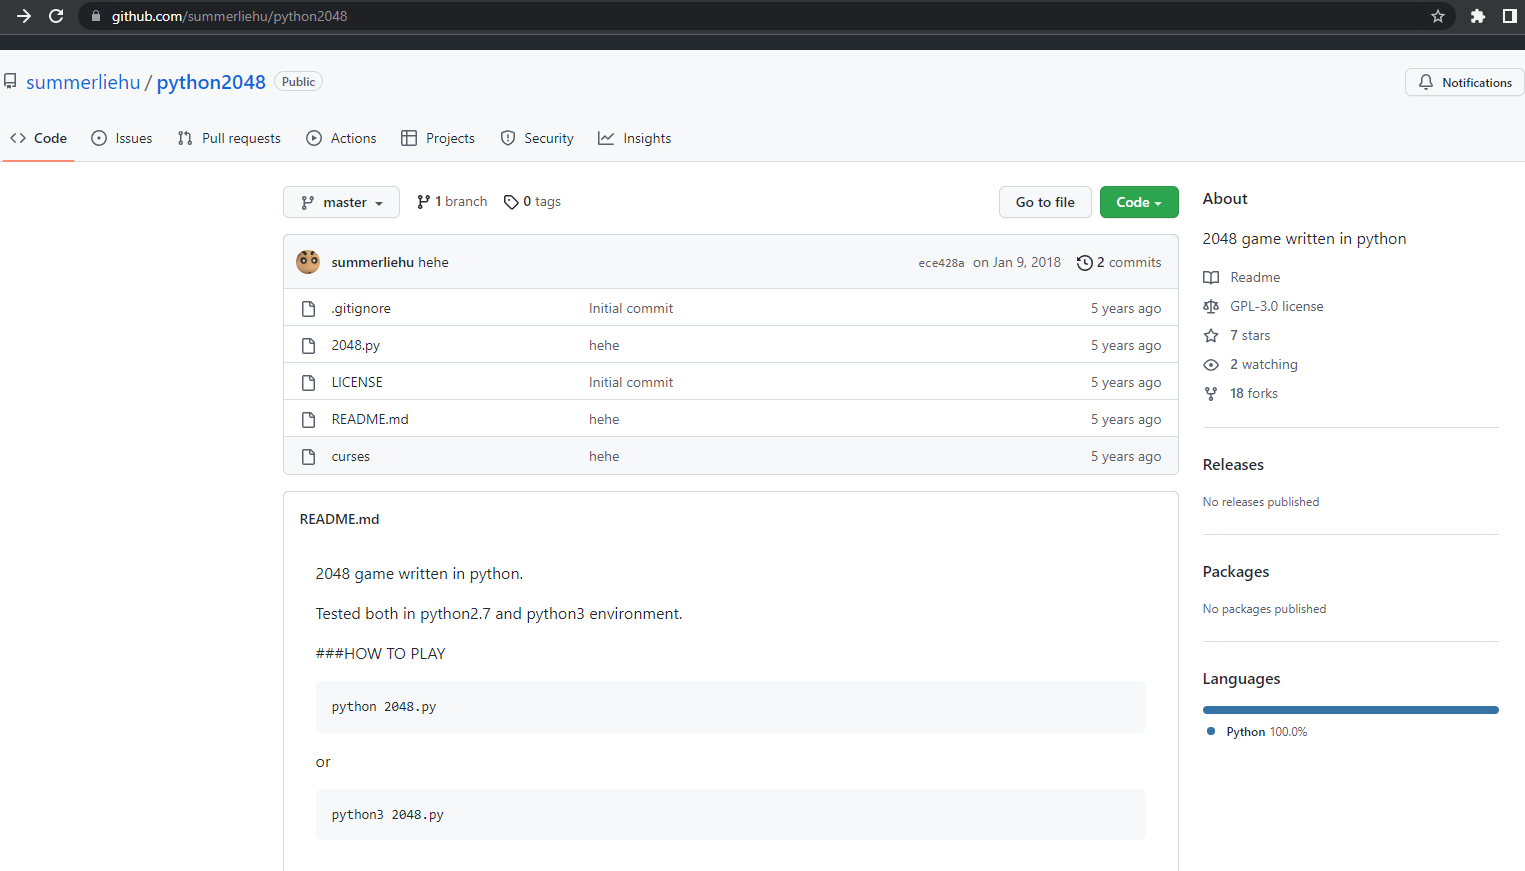 github.com/summerliehu/python2048
summerliehu / python2048 Public
Notifications
Code Issues Pull requests Actions Projects Security Insights
master 1 branch 0 tags Go to file Code
summerliehu hehe ece428a on Jan 9, 2018 2 commits
.gitignore Initial commit 5 years ago
2048.py hehe 5 years ago
LICENSE Initial commit 5 years ago
README.md hehe 5 years ago
curses hehe 5 years ago
README.md
2048 game written in python.
Tested both in python2.7 and python3 environment.
###HOW TO PLAY
python 2048.py
or
python3 2048.py
About
2048 game written in python
Readme
GPL-3.0 license
7 stars
2 watching
18 forks
Releases
No releases published
Packages
No packages published
Languages
Python 100.0%